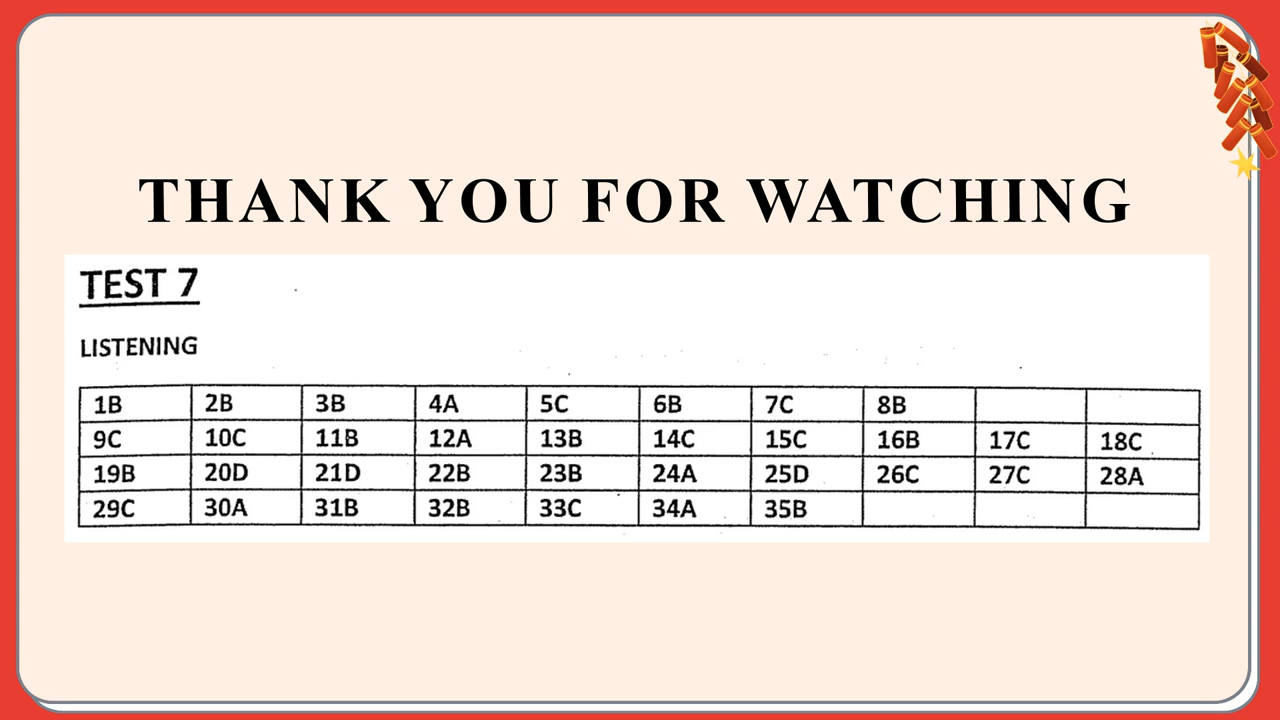 THANK YOU FOR WATCHING
TEST 7
LISTENING
1B 2B 3B 4A 5C 6B 7C 8B
9C 10C 11B 12A 13B 14C 15C 16B 17C 18C
19B 20D 21D 22B 23B 24A 25D 26C 27C 28A
29C 30A 31B 32B 33C 34A 35B